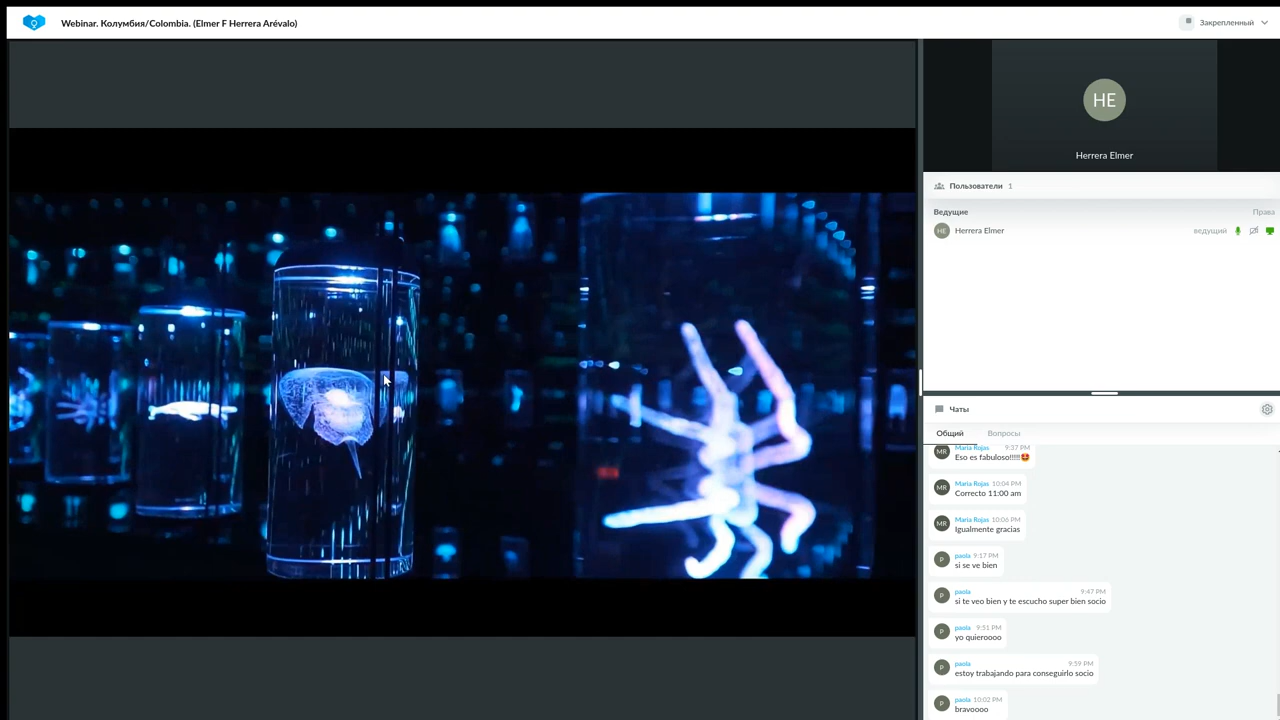 Webinar. Колумбия/Colombia. (Elmer F Herrera Arévalo)
Закрепленный
HE
Herrera Elmer
Пользователи 1
Ведущие Права
HE Herrera Elmer ведущий
Чаты
Общий Вопросы
MR Maria Rojas 9:37 PM
Eso es fabuloso!!!!!🤩
MR Maria Rojas 10:04 PM
Correcto 11:00 am
MR Maria Rojas 10:06 PM
Igualmente gracias
P paola 9:17 PM
si se ve bien
P paola 9:47 PM
si te veo bien y te escucho super bien socio
P paola 9:51 PM
yo quieroooo
P paola 9:59 PM
estoy trabajando para conseguirlo socio
P paola 10:02 PM
bravoooo